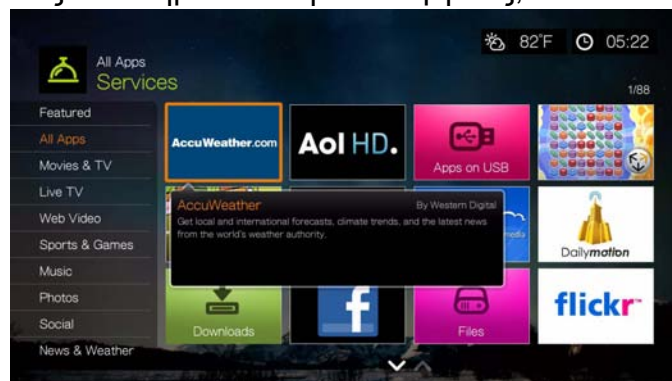 82°F 05:22
All Apps
Services
1/88
Featured
All Apps
Movies & TV
Live TV
Web Video
Sports & Games
Music
Photos
Social
News & Weather
AccuWeather.com
Aol HD.
Apps on USB
AccuWeather By Western Digital
Get local and international forecasts, climate trends, and the latest news
from the world's weather authority.
media
Dailymotion
Downloads
f
Files
flickr